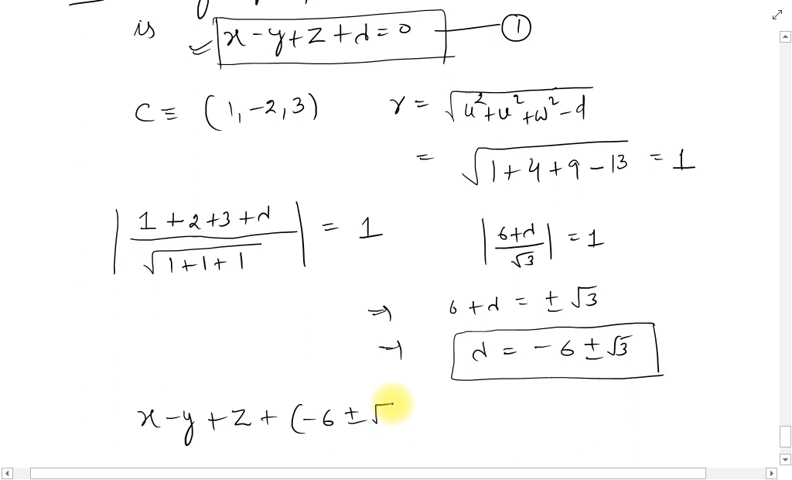 is x - y + z + d = 0 ①
C ≡ (1, -2, 3) r = √(u² + v² + w² - d)
= √(1 + 4 + 9 - 13) = 1
|(1 + 2 + 3 + d)/√(1 + 1 + 1)| = 1 |(6 + d)/√3| = 1
⇒ 6 + d = ± √3
⇒ d = - 6 ± √3
x - y + z + (- 6 ± √